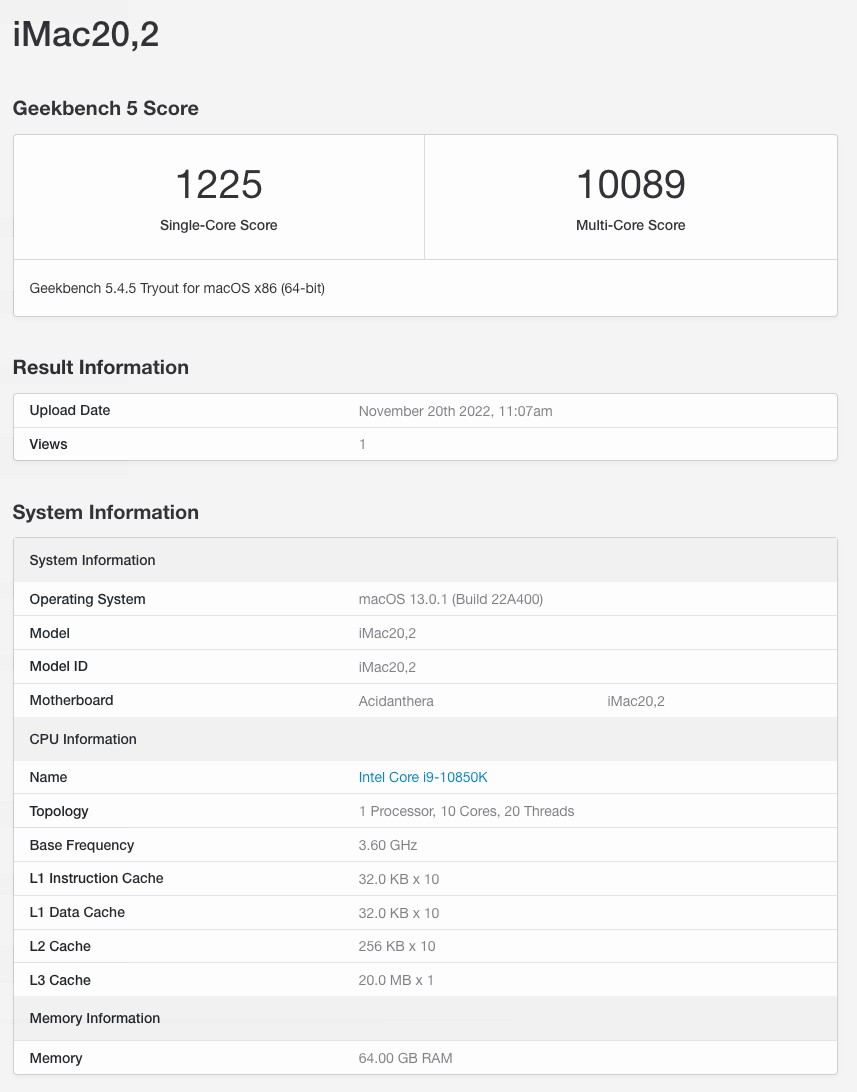 iMac20,2
Geekbench 5 Score
1225
Single-Core Score
10089
Multi-Core Score
Geekbench 5.4.5 Tryout for macOS x86 (64-bit)
Result Information
Upload Date November 20th 2022, 11:07am
Views 1
System Information
System Information
Operating System macOS 13.0.1 (Build 22A400)
Model iMac20,2
Model ID iMac20,2
Motherboard Acidanthera iMac20,2
CPU Information
Name Intel Core i9-10850K
Topology 1 Processor, 10 Cores, 20 Threads
Base Frequency 3.60 GHz
L1 Instruction Cache 32.0 KB x 10
L1 Data Cache 32.0 KB x 10
L2 Cache 256 KB x 10
L3 Cache 20.0 MB x 1
Memory Information
Memory 64.00 GB RAM